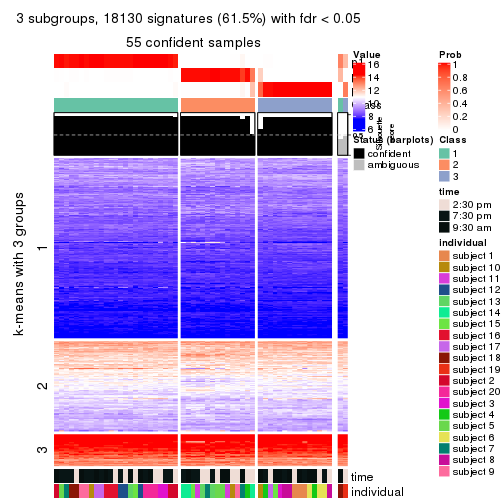 3 subgroups, 18130 signatures (61.5%) with fdr < 0.05
55 confident samples
k-means with 3 groups
1
2
3
time
individual
Value
16
14
12
10
8
6
Status (barplots)
confident
ambiguous
Prob
1
0.8
0.6
0.4
0.2
0
Class
1
2
3
time
2:30 pm
7:30 pm
9:30 am
individual
subject 1
subject 10
subject 11
subject 12
subject 13
subject 14
subject 15
subject 16
subject 17
subject 18
subject 19
subject 2
subject 20
subject 3
subject 4
subject 5
subject 6
subject 7
subject 8
subject 9